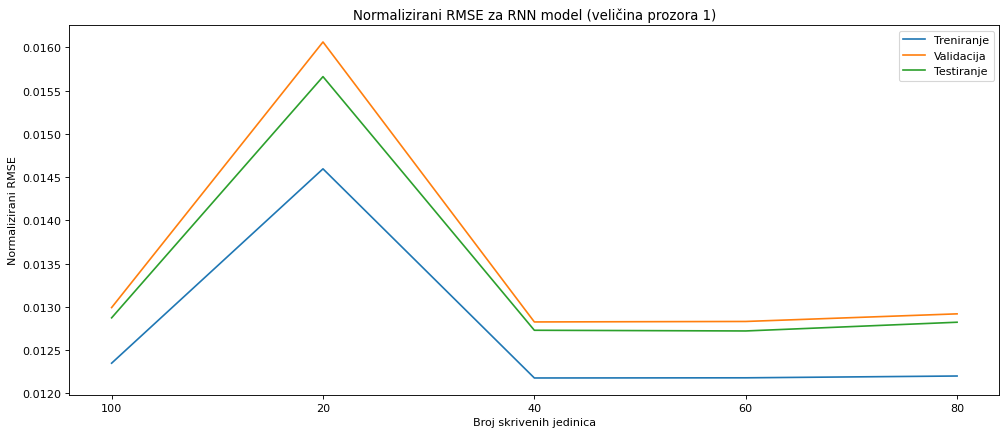 Normalizirani RMSE za RNN model (veličina prozora 1)
Treniranje
Validacija
Testiranje
Normalizirani RMSE
0.0160
0.0155
0.0150
0.0145
0.0140
0.0135
0.0130
0.0125
0.0120
100 20 40 60 80
Broj skrivenih jedinica